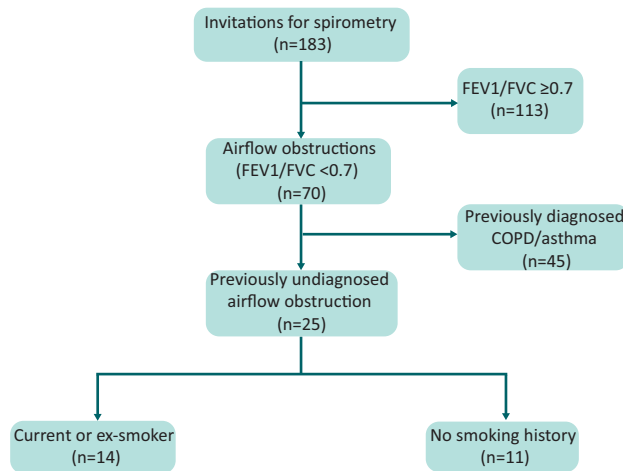 Invitations for spirometry
(n=183)
FEV1/FVC ≥0.7
(n=113)
Airflow obstructions
(FEV1/FVC <0.7)
(n=70)
Previously diagnosed
COPD/asthma
(n=45)
Previously undiagnosed
airflow obstruction
(n=25)
Current or ex-smoker
(n=14)
No smoking history
(n=11)